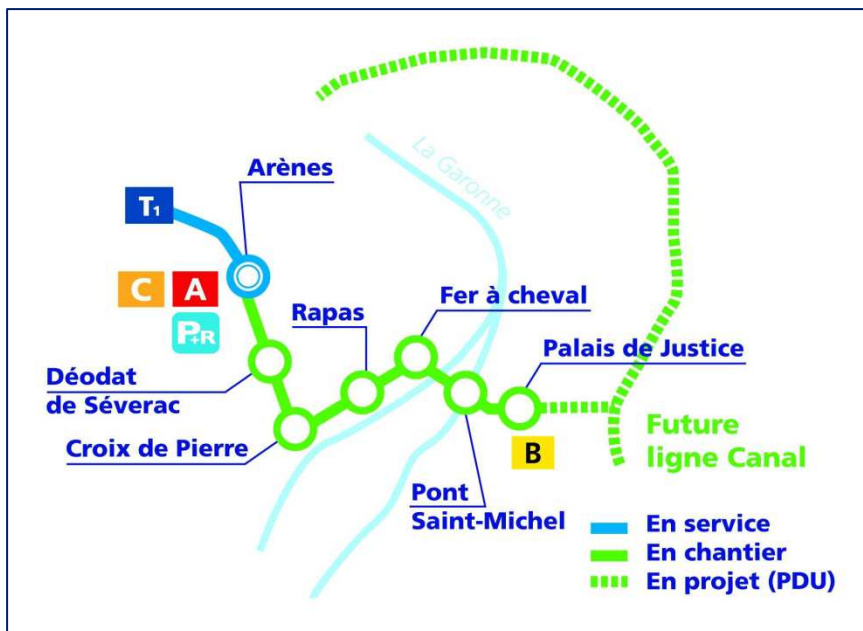 La Garonne
Arènes
T1
C A
P+R
Rapas
Fer à cheval
Palais de Justice
Déodat
de Séverac
Croix de Pierre
B
Pont
Saint-Michel
Future
ligne Canal
En service
En chantier
En projet (PDU)